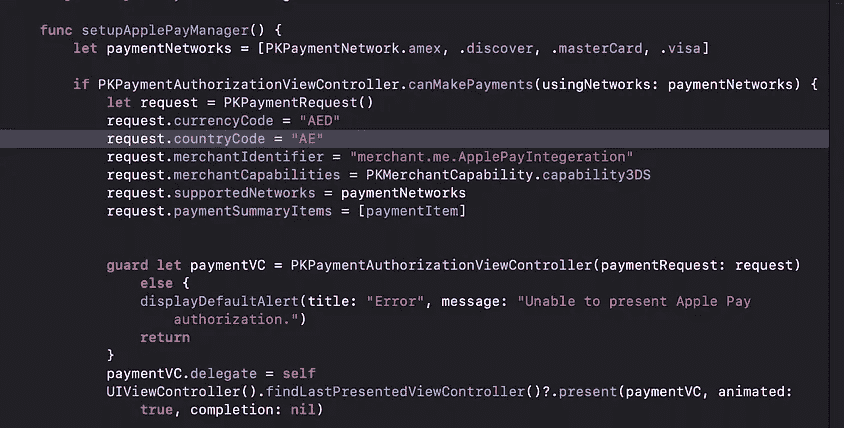 func setupApplePayManager() {
let paymentNetworks = [PKPaymentNetwork.amex, .discover, .masterCard, .visa]
if PKPaymentAuthorizationViewController.canMakePayments(usingNetworks: paymentNetworks) {
let request = PKPaymentRequest()
request.currencyCode = "AED"
request.countryCode = "AE"
request.merchantIdentifier = "merchant.me.ApplePayIntegeration"
request.merchantCapabilities = PKMerchantCapability.capability3DS
request.supportedNetworks = paymentNetworks
request.paymentSummaryItems = [paymentItem]
guard let paymentVC = PKPaymentAuthorizationViewController(paymentRequest: request)
else {
displayDefaultAlert(title: "Error", message: "Unable to present Apple Pay
authorization.")
return
}
paymentVC.delegate = self
UIViewController().findLastPresentedViewController()?.present(paymentVC, animated:
true, completion: nil)